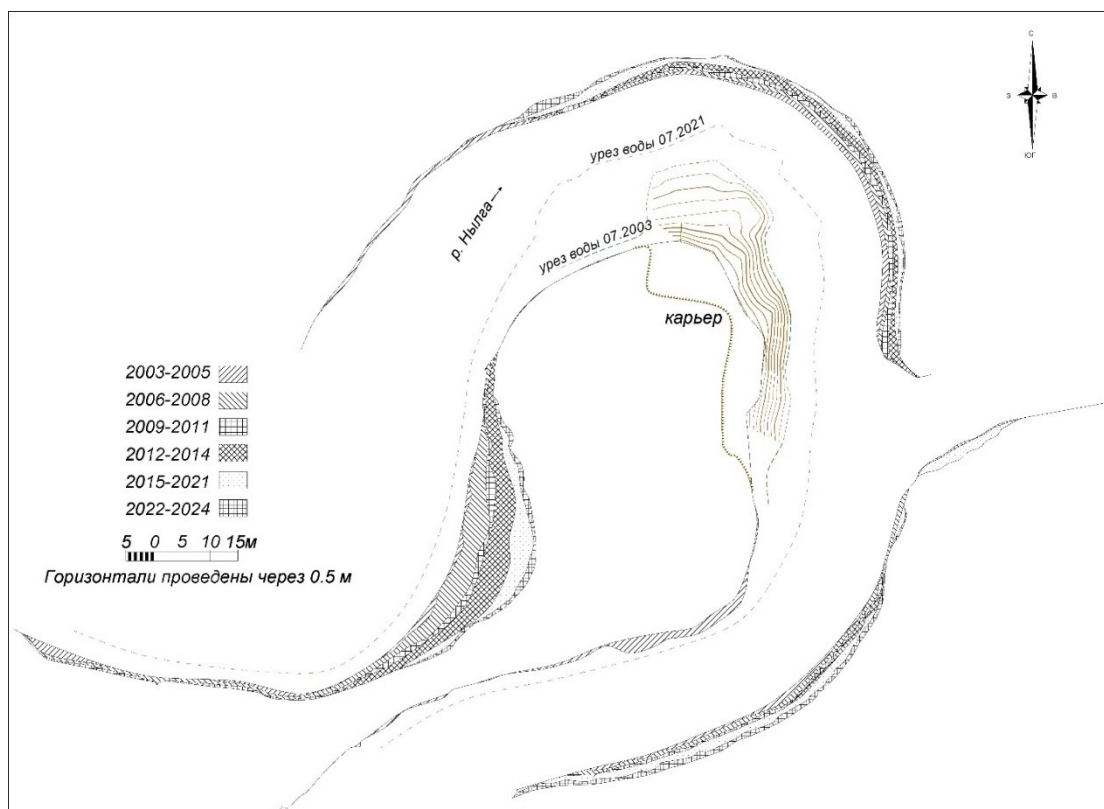 С
З
В
ЮГ
урез воды 07.2021
р. Нылга
урез воды 07.2003
карьер
2003-2005
2006-2008
2009-2011
2012-2014
2015-2021
2022-2024
5 0 5 10 15м
Горизонтали проведены через 0.5 м